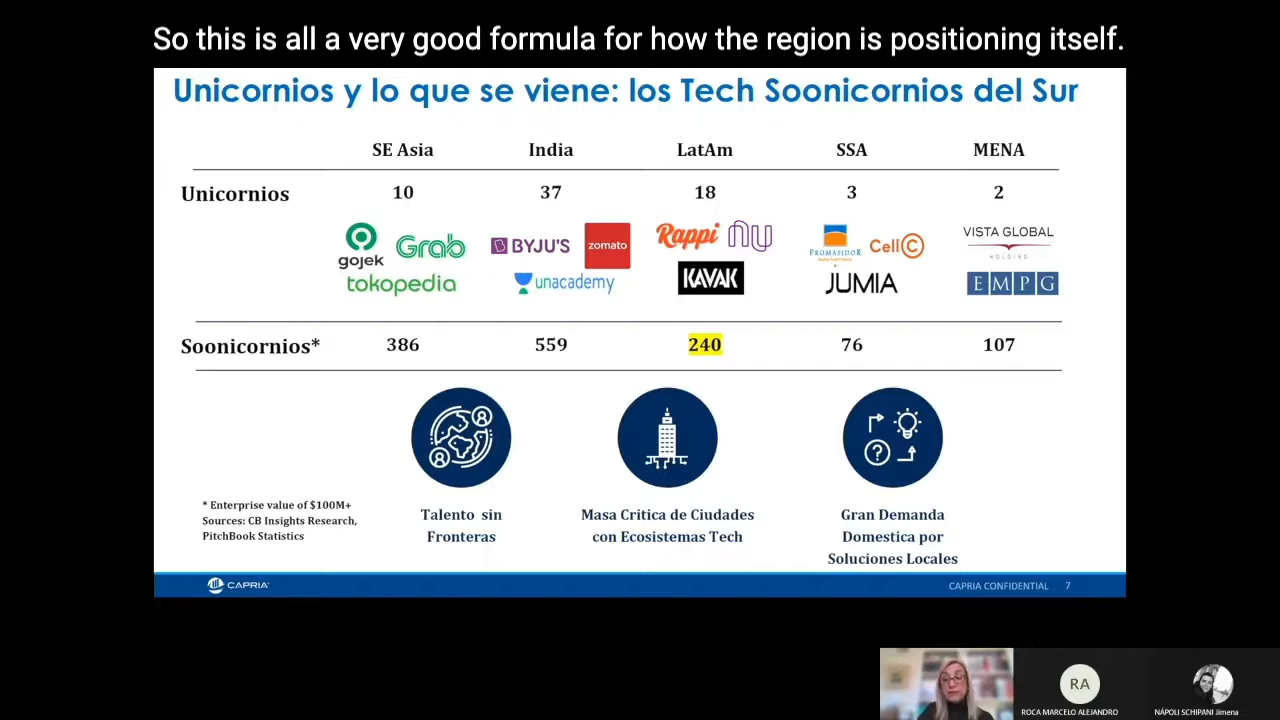 So this is all a very good formula for how the region is positioning itself.
Unicornios y lo que se viene: los Tech Soonicornios del Sur
SE Asia India LatAm SSA MENA
Unicornios 10 37 18 3 2
gojek Grab tokopedia
BYJU'S zomato unacademy
Rappi nu KAVAK
PROMASIDOR Cell C JUMIA
VISTA GLOBAL HOLDING EMPG
Soonicornios* 386 559 240 76 107
* Enterprise value of $100M+
Sources: CB Insights Research,
PitchBook Statistics
Talento sin
Fronteras
Masa Critica de Ciudades
con Ecosistemas Tech
Gran Demanda
Domestica por
Soluciones Locales
CAPRIA
CAPRIA CONFIDENTIAL 7
RA
ROCA MARCELO ALEJANDRO
NÁPOLI SCHIPANI Jimena